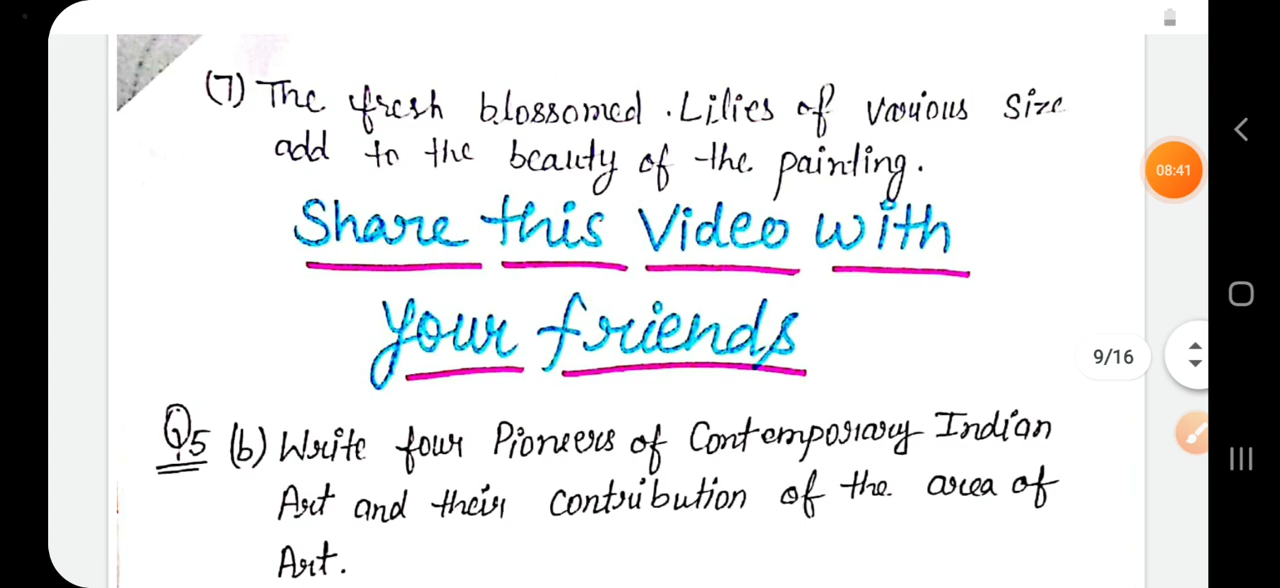 (7) The fresh blossomed Lilies of various size
add to the beauty of the painting.
Share this Video with
your friends
Q5 (b) Write four Pioneers of Contemporary Indian
Art and their contribution of the area of
Art.
08:41
9/16